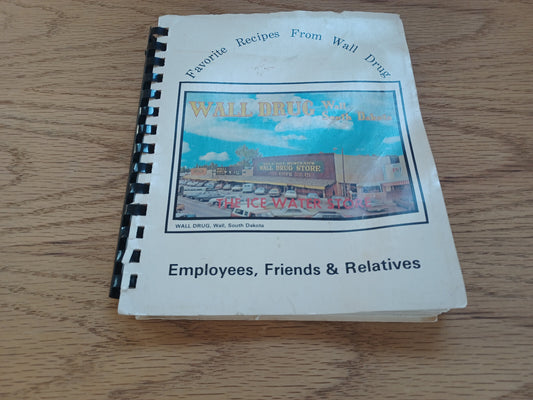 Favorite Recipes From Wall Drug
WALL DRUG Wall,
South Dakota
WALL DRUG STORE
THE ICE WATER STORE
WALL DRUG, Wall, South Dakota
Employees, Friends & Relatives